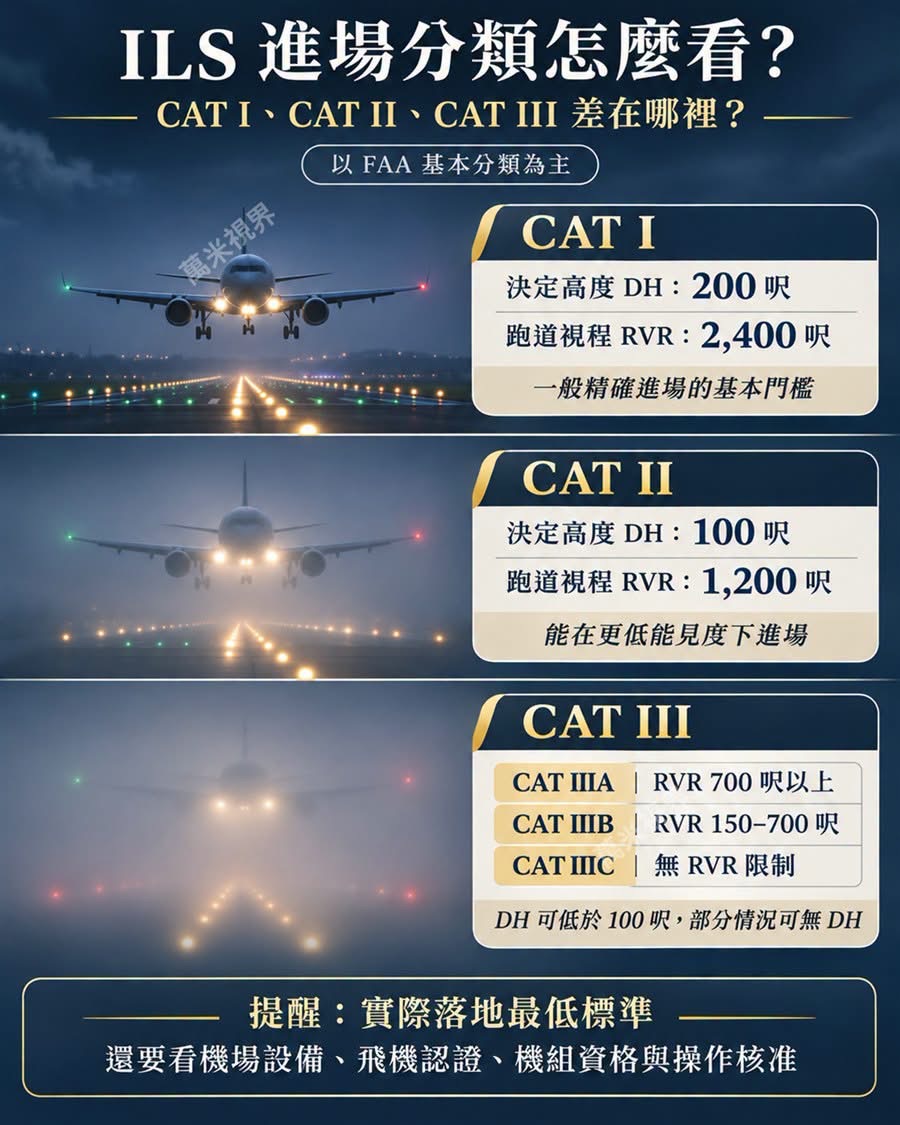 ILS 進場分類怎麼看?
CAT I、CAT II、CAT III 差在哪裡?
以 FAA 基本分類為主
萬米視界
CAT I
決定高度 DH：200 呎
跑道視程 RVR：2,400 呎
一般精確進場的基本門檻
CAT II
決定高度 DH：100 呎
跑道視程 RVR：1,200 呎
能在更低能見度下進場
CAT III
CAT IIIA | RVR 700 呎以上
CAT IIIB | RVR 150–700 呎
CAT IIIC | 無 RVR 限制
DH 可低於 100 呎，部分情況可無 DH
提醒：實際落地最低標準
還要看機場設備、飛機認證、機組資格與操作核准